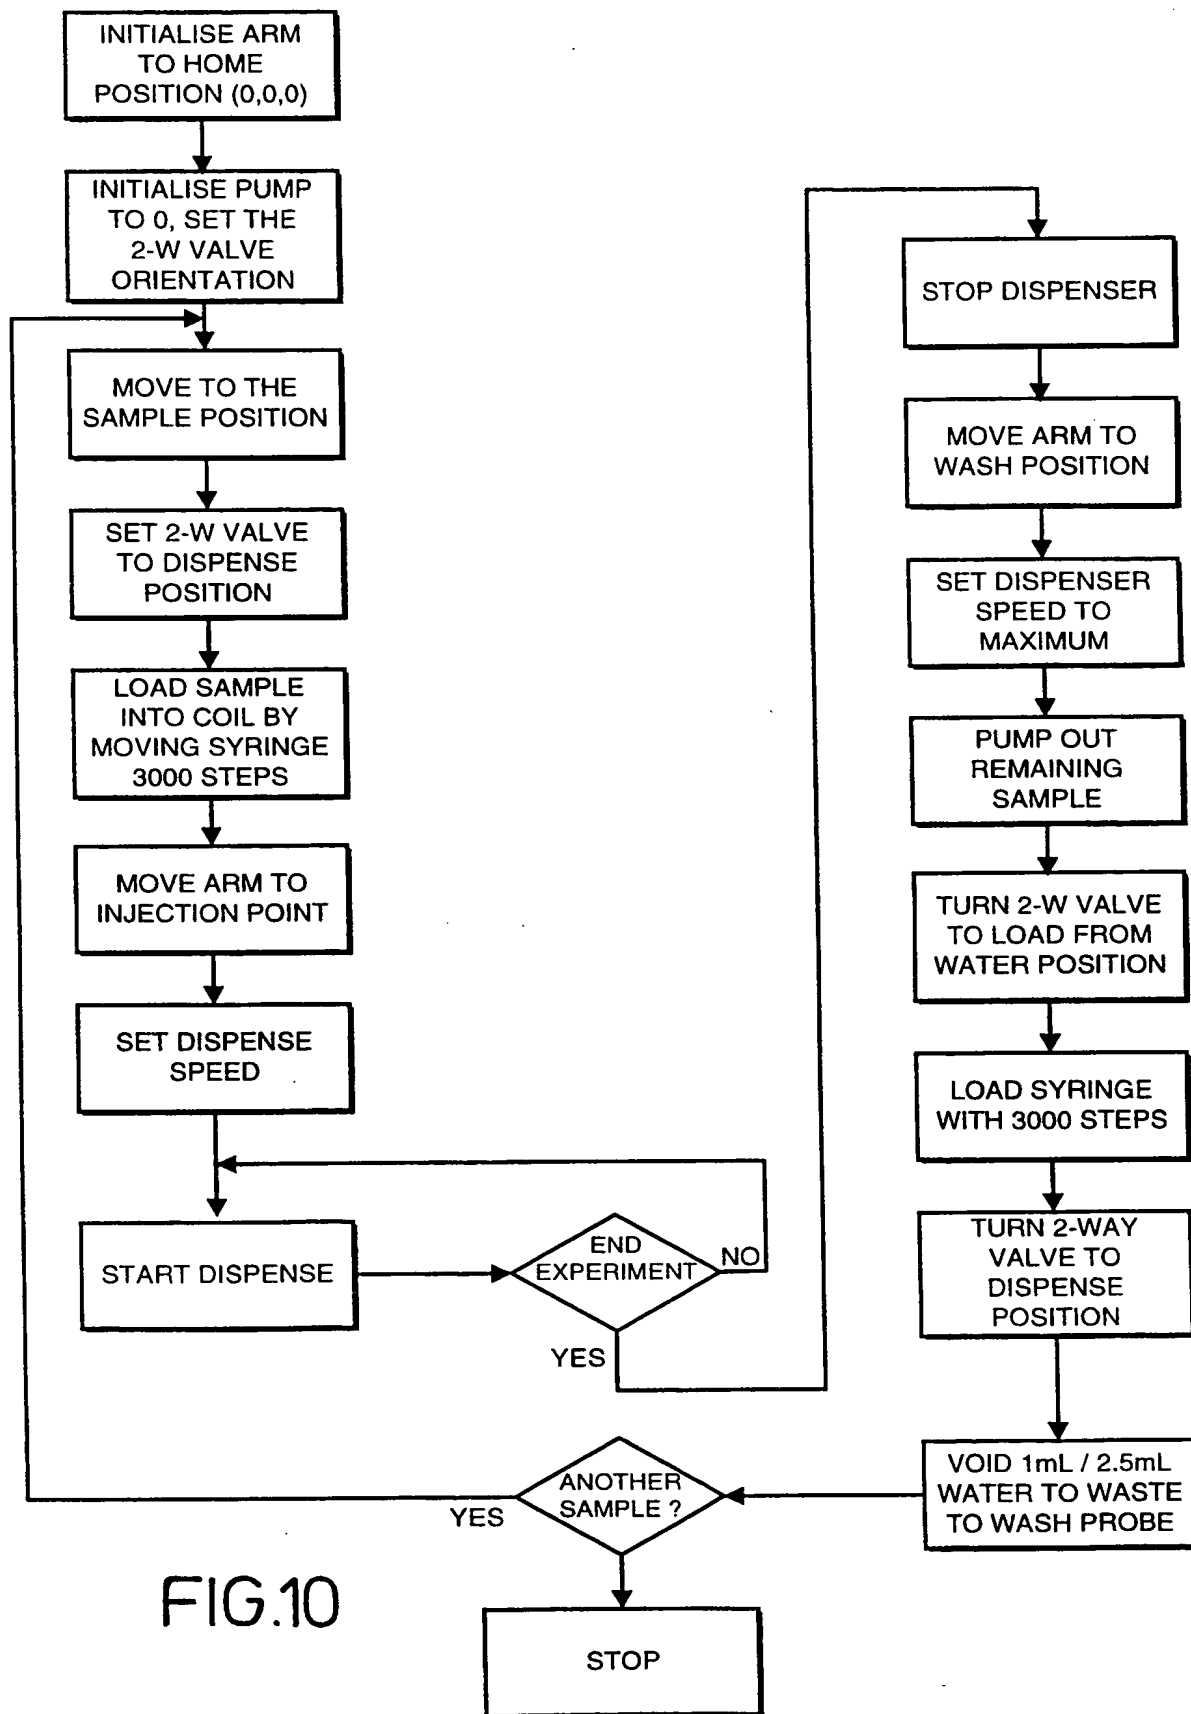 INITIALISE ARM
TO HOME
POSITION (0,0,0)
INITIALISE PUMP
TO 0, SET THE
2-W VALVE
ORIENTATION
MOVE TO THE
SAMPLE POSITION
SET 2-W VALVE
TO DISPENSE
POSITION
LOAD SAMPLE
INTO COIL BY
MOVING SYRINGE
3000 STEPS
MOVE ARM TO
INJECTION POINT
SET DISPENSE
SPEED
START DISPENSE
END
EXPERIMENT
NO
YES
STOP DISPENSER
MOVE ARM TO
WASH POSITION
SET DISPENSER
SPEED TO
MAXIMUM
PUMP OUT
REMAINING
SAMPLE
TURN 2-W VALVE
TO LOAD FROM
WATER POSITION
LOAD SYRINGE
WITH 3000 STEPS
TURN 2-WAY
VALVE TO
DISPENSE
POSITION
VOID 1mL / 2.5mL
WATER TO WASTE
TO WASH PROBE
ANOTHER
SAMPLE ?
YES
STOP
FIG.10